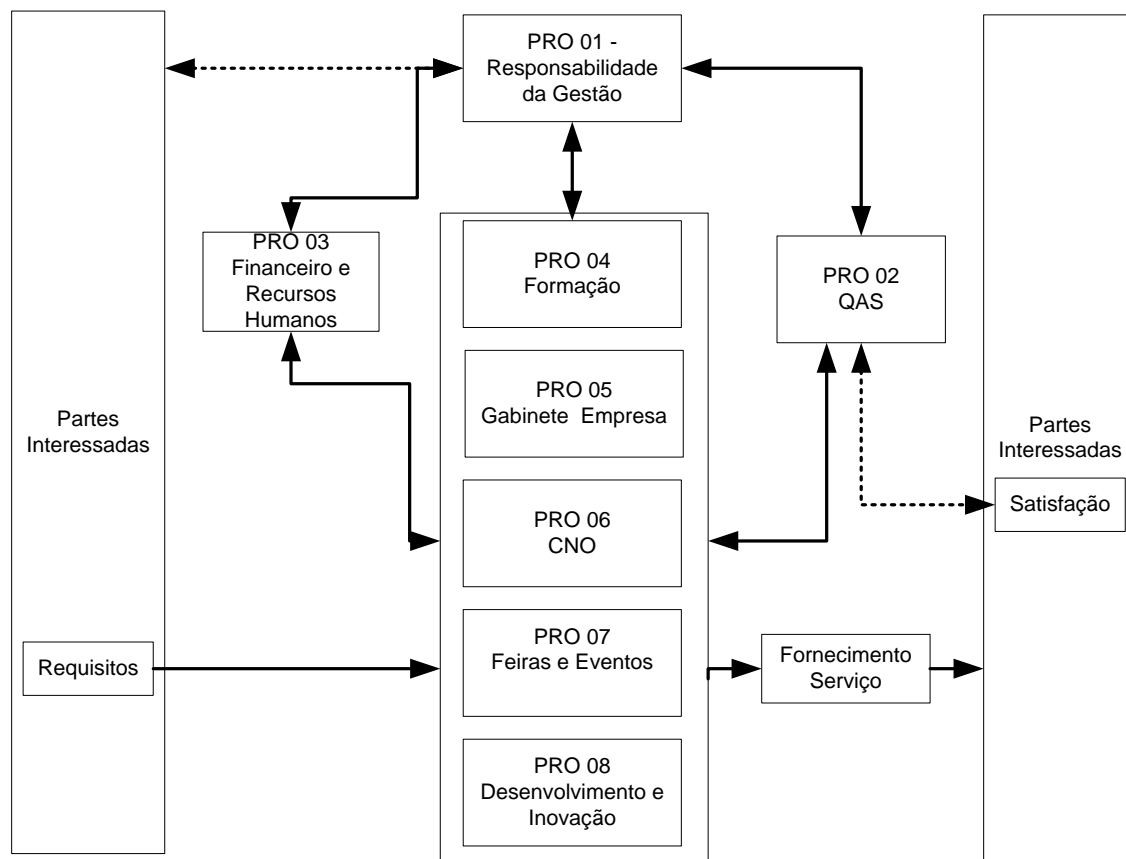 PRO 01 -
Responsabilidade
da Gestão
PRO 03
Financeiro e
Recursos
Humanos
PRO 04
Formação
PRO 02
QAS
PRO 05
Gabinete  Empresa
Partes
Interessadas
Partes
Interessadas
Satisfação
PRO 06
CNO
Requisitos
PRO 07
Feiras e Eventos
Fornecimento
Serviço
PRO 08
Desenvolvimento e
Inovação